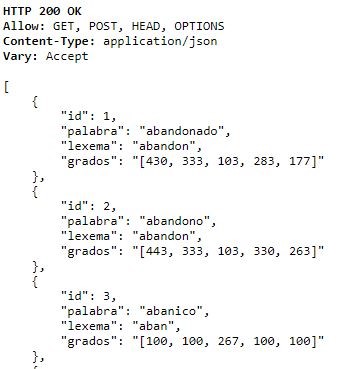 HTTP 200 OK
Allow: GET, POST, HEAD, OPTIONS
Content-Type: application/json
Vary: Accept
[
{
"id": 1,
"palabra": "abandonado",
"lexema": "abandon",
"grados": "[430, 333, 103, 283, 177]"
},
{
"id": 2,
"palabra": "abandono",
"lexema": "abandon",
"grados": "[443, 333, 103, 330, 263]"
},
{
"id": 3,
"palabra": "abanico",
"lexema": "aban",
"grados": "[100, 100, 267, 100, 100]"
},